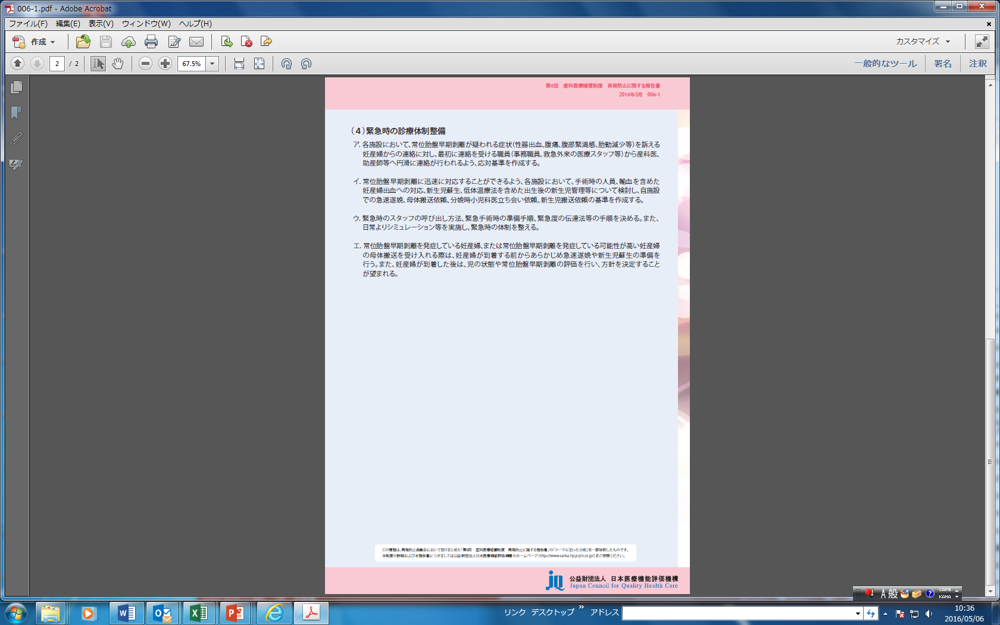 006-1.pdf - Adobe Acrobat
ファイル(F) 編集(E) 表示(V) ウィンドウ(W) ヘルプ(H)
作成
カスタマイズ
2 / 2
67.5%
一般的なツール 署名 注釈
第6回 産科医療補償制度 再発防止に関する報告書
2016年3月 006-1
（4）緊急時の診療体制整備
ア. 各施設において、常位胎盤早期剥離が疑われる症状（性器出血、腹痛、腹部緊満感、胎動減少等）を訴える
妊産婦からの連絡に対し、最初に連絡を受ける職員（事務職員、救急外来の医療スタッフ等）から産科医、
助産師等へ円滑に連絡が行われるよう、応対基準を作成する。
イ. 常位胎盤早期剥離に迅速に対応することができるよう、各施設において、手術時の人員、輸血を含めた
妊産婦出血への対応、新生児蘇生、低体温療法を含めた出生後の新生児管理等について検討し、自施設
での急速遂娩、母体搬送依頼、分娩時小児科医立ち会い依頼、新生児搬送依頼の基準を作成する。
ウ. 緊急時のスタッフの呼び出し方法、緊急手術時の準備手順、緊急度の伝達法等の手順を決める。また、
日常よりシミュレーション等を実施し、緊急時の体制を整える。
エ. 常位胎盤早期剥離を発症している妊産婦、または常位胎盤早期剥離を発症している可能性が高い妊産婦
の母体搬送を受け入れる際は、妊産婦が到着する前からあらかじめ急速遂娩や新生児蘇生の準備を
行う。また、妊産婦が到着した後は、児の状態や常位胎盤早期剥離の評価を行い、方針を決定すること
が望まれる。
この情報は、再発防止委員会において取りまとめた「第6回 産科医療補償制度 再発防止に関する報告書」の「テーマに沿った分析」を一部抜粋したものです。
本制度の詳細および本報告書につきましては公益財団法人日本医療機能評価機構のホームページ（http://www.sanka-hp.jcqhc.or.jp/）をご参照ください。
jQ 公益財団法人 日本医療機能評価機構
Japan Council for Quality Health Care
A 般 CAPS
KANA
リンク デスクトップ » アドレス
10:36
2016/05/06